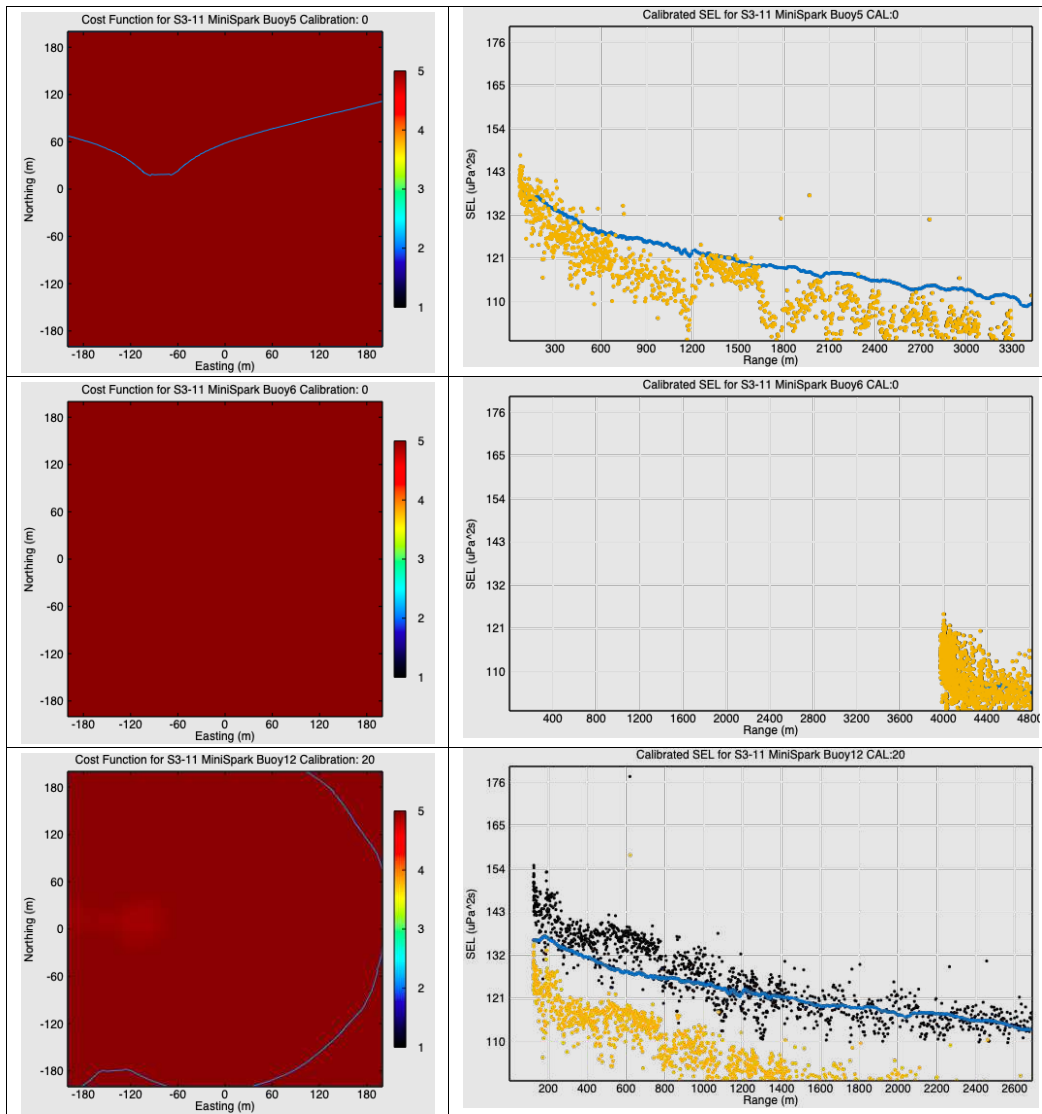 Cost Function for S3-11 MiniSpark Buoy5 Calibration: 0
180
120
60
0
-60
-120
-180
Northing (m)
-180 -120 -60 0 60 120 180
Easting (m)
5
4
3
2
1
Calibrated SEL for S3-11 MiniSpark Buoy5 CAL:0
176
165
154
143
132
121
110
SEL (uPa^2s)
300 600 900 1200 1500 1800 2100 2400 2700 3000 3300
Range (m)
Cost Function for S3-11 MiniSpark Buoy6 Calibration: 0
180
120
60
0
-60
-120
-180
Northing (m)
-180 -120 -60 0 60 120 180
Easting (m)
5
4
3
2
1
Calibrated SEL for S3-11 MiniSpark Buoy6 CAL:0
176
165
154
143
132
121
110
SEL (uPa^2s)
400 800 1200 1600 2000 2400 2800 3200 3600 4000 4400 4800
Range (m)
Cost Function for S3-11 MiniSpark Buoy12 Calibration: 20
180
120
60
0
-60
-120
-180
Northing (m)
-180 -120 -60 0 60 120 180
Easting (m)
5
4
3
2
1
Calibrated SEL for S3-11 MiniSpark Buoy12 CAL:20
176
165
154
143
132
121
110
SEL (uPa^2s)
200 400 600 800 1000 1200 1400 1600 1800 2000 2200 2400 2600
Range (m)